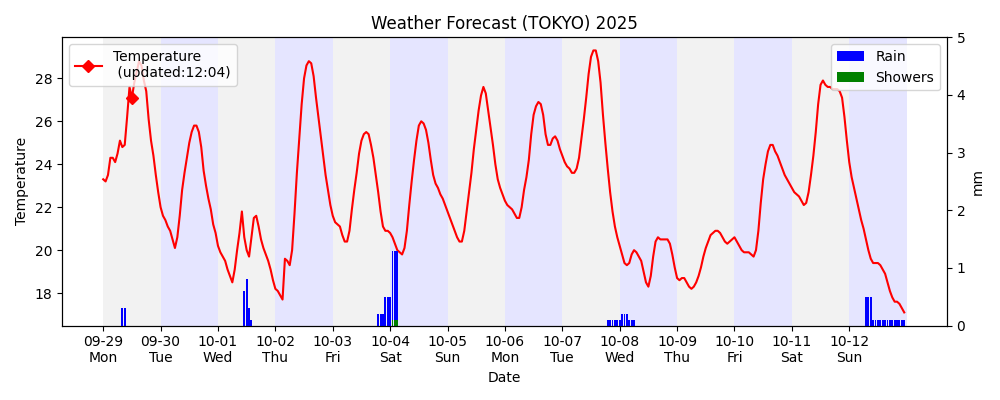 Weather Forecast (TOKYO) 2025
Temperature
(updated:12:04)
Rain
Showers
Temperature
28
26
24
22
20
18
5
4
3
2
1
0
mm
09-29 09-30 10-01 10-02 10-03 10-04 10-05 10-06 10-07 10-08 10-09 10-10 10-11 10-12
Mon Tue Wed Thu Fri Sat Sun Mon Tue Wed Thu Fri Sat Sun
Date